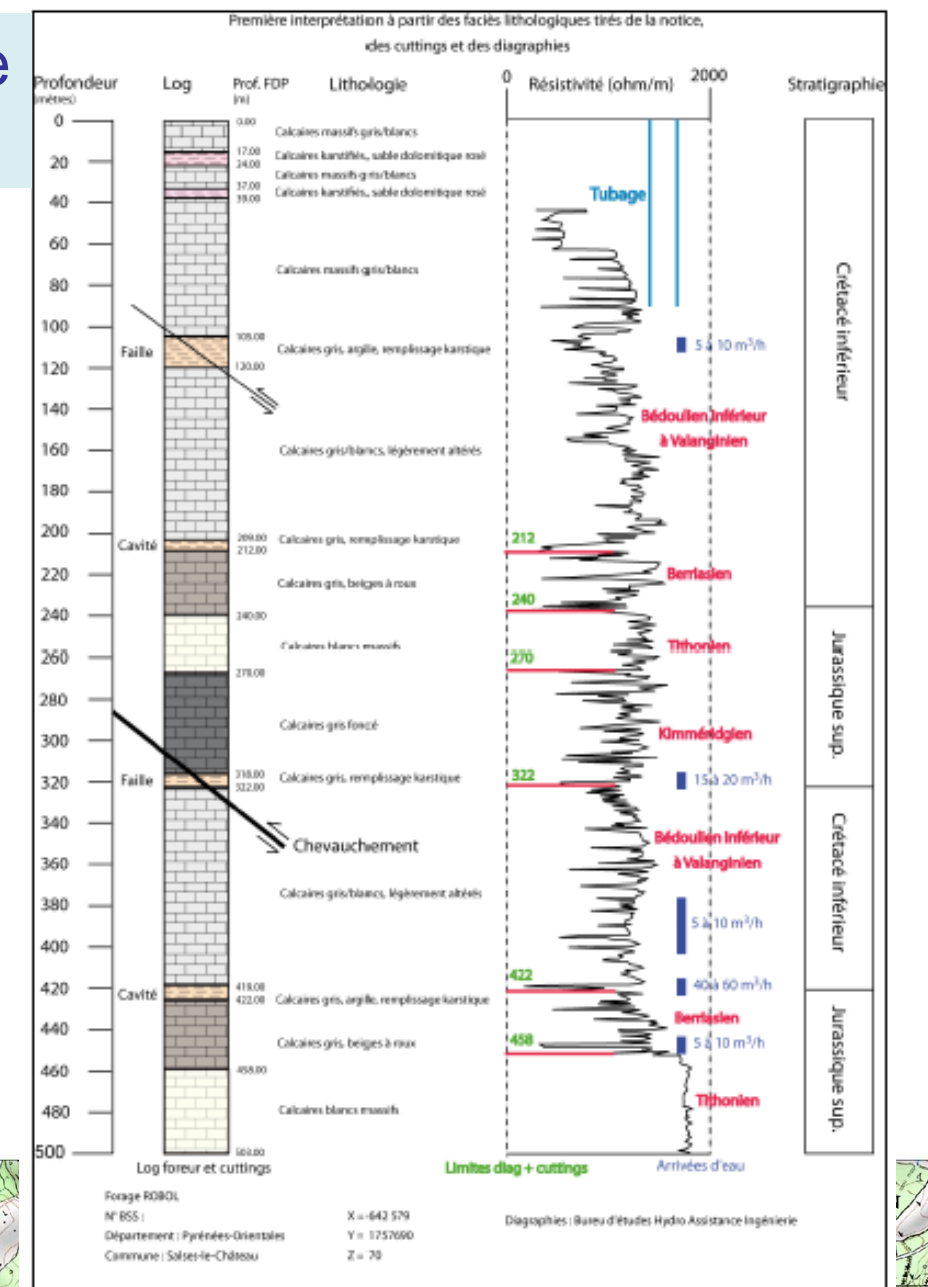 e
Première interprétation à partir des faciès lithologiques tirés de la notice,
des cuttings et des diagraphies
Profondeur
(mètres)
Log
Prof. FDP
(m)
Lithologie
0
Résistivité (ohm/m)
2000
Stratigraphie
0
20
40
60
80
100
120
140
160
180
200
220
240
260
280
300
320
340
360
380
400
420
440
460
480
500
Faille
Cavité
Faille
Cavité
0.00
17.00
24.00
37.00
39.00
105.00
120.00
209.00
212.00
240.00
270.00
318.00
322.00
419.00
422.00
458.00
503.00
Calcaires massifs gris/blancs
Calcaires karstifiés, sable dolomitique rosé
Calcaires massifs gris/blancs
Calcaires karstifiés, sable dolomitique rosé
Calcaires massifs gris/blancs
Calcaires gris, argille, remplissage karstique
Calcaires gris/blancs, légèrement altérés
Calcaires gris, remplissage karstique
Calcaires gris, beiges à roux
Calcaires blancs massifs
Calcaires gris foncé
Calcaires gris, remplissage karstique
Chevauchement
Calcaires gris/blancs, légèrement altérés
Calcaires gris, argille, remplissage karstique
Calcaires gris, beiges à roux
Calcaires blancs massifs
Tubage
5 à 10 m³/h
Bédoulien inférieur
à Valanginien
212
Berriasien
240
Tithonien
270
Kimméridgien
322
15 à 20 m³/h
Bédoulien inférieur
à Valanginien
5 à 10 m³/h
422
40 à 60 m³/h
Berriasien
458
5 à 10 m³/h
Tithonien
Crétacé inférieur
Jurassique sup.
Crétacé inférieur
Jurassique sup.
Log foreur et cuttings
Limites diag + cuttings
Arrivées d'eau
Forage ROBOL
N° BSS :
Département : Pyrénées-Orientales
Commune : Salses-le-Château
X = 642 579
Y = 1757690
Z = 70
Diagraphies : Bureu d'études Hydro Assistance Ingénierie